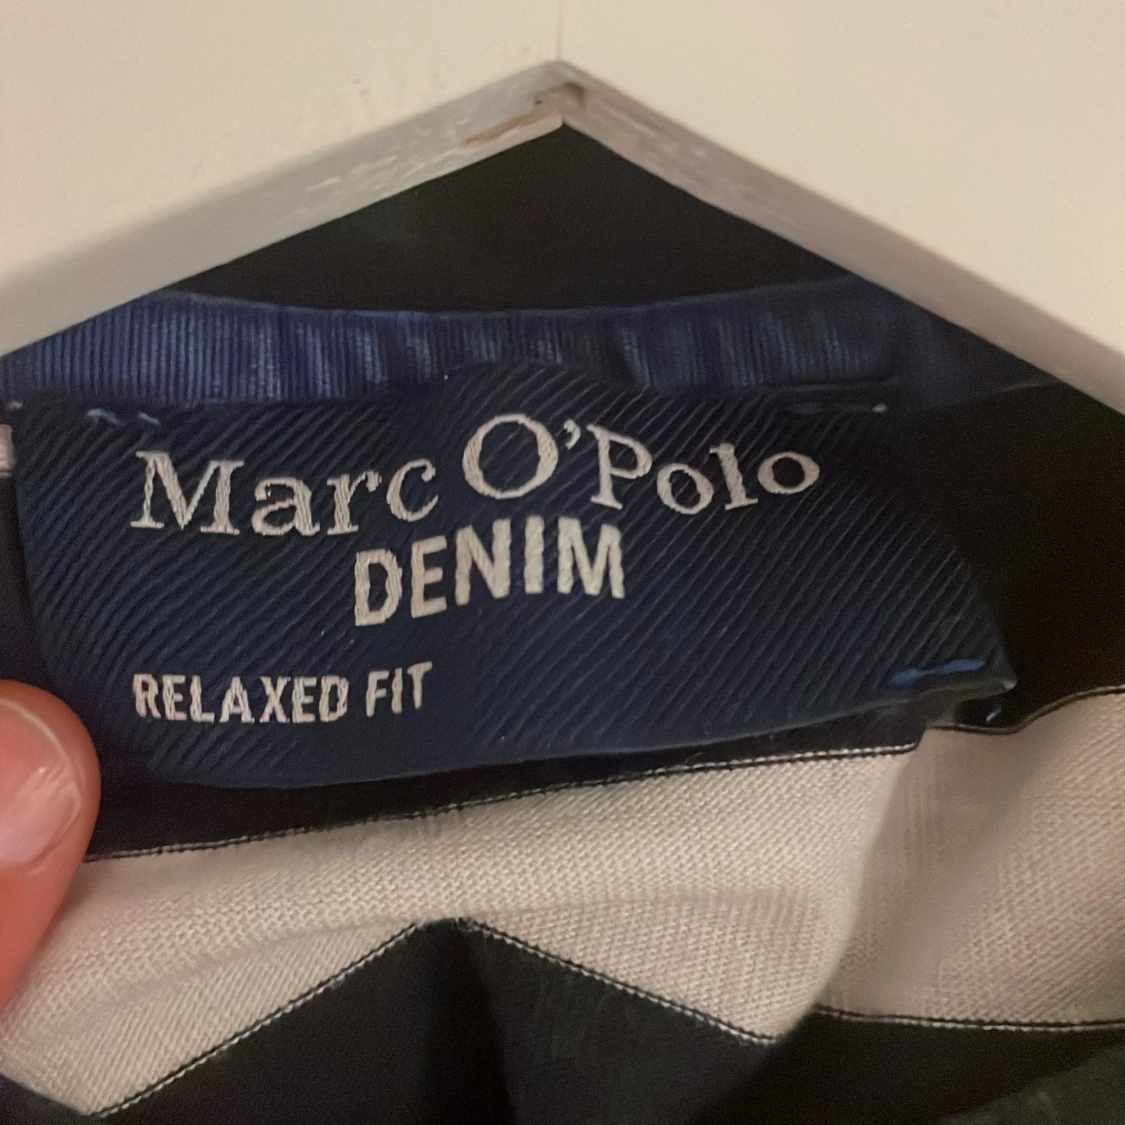 Marc O'Polo
DENIM
RELAXED FIT